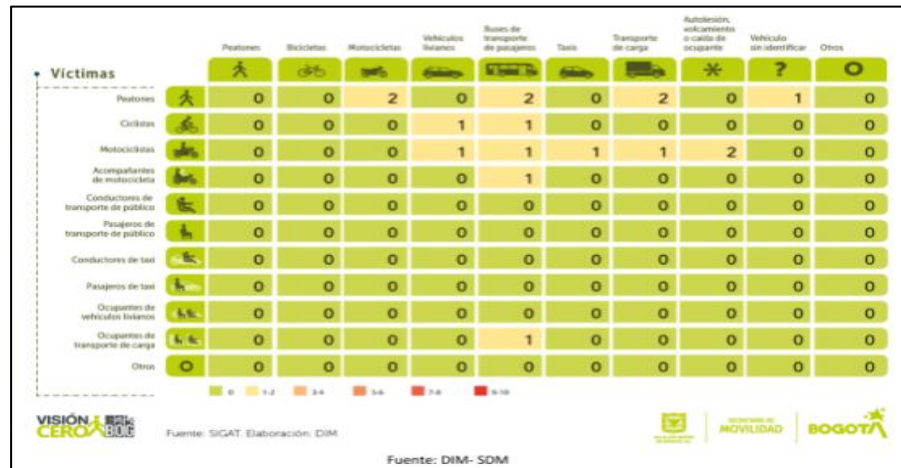 Peatones Bicicletas Motocicletas Vehículos livianos Buses de transporte de pasajeros Taxis Transporte de carga Autolesión, volcamiento o caída de ocupante Vehículo sin identificar Otros
Víctimas
Peatones 0 0 2 0 2 0 2 0 1 0
Ciclistas 0 0 0 1 1 0 0 0 0 0
Motociclistas 0 0 0 1 1 1 1 2 0 0
Acompañantes de motocicleta 0 0 0 0 1 0 0 0 0 0
Conductores de transporte de público 0 0 0 0 0 0 0 0 0 0
Pasajeros de transporte de público 0 0 0 0 0 0 0 0 0 0
Conductores de taxi 0 0 0 0 0 0 0 0 0 0
Pasajeros de taxi 0 0 0 0 0 0 0 0 0 0
Ocupantes de vehículos livianos 0 0 0 0 0 0 0 0 0 0
Ocupantes de transporte de carga 0 0 0 0 1 0 0 0 0 0
Otros 0 0 0 0 0 0 0 0 0 0
0 1-2 3-4 5-6 7-8 9-10
VISIÓN CERO BOG
Fuente: SIGAT. Elaboración: DIM
SECRETARÍA DE MOVILIDAD
BOGOTÁ
Fuente: DIM- SDM